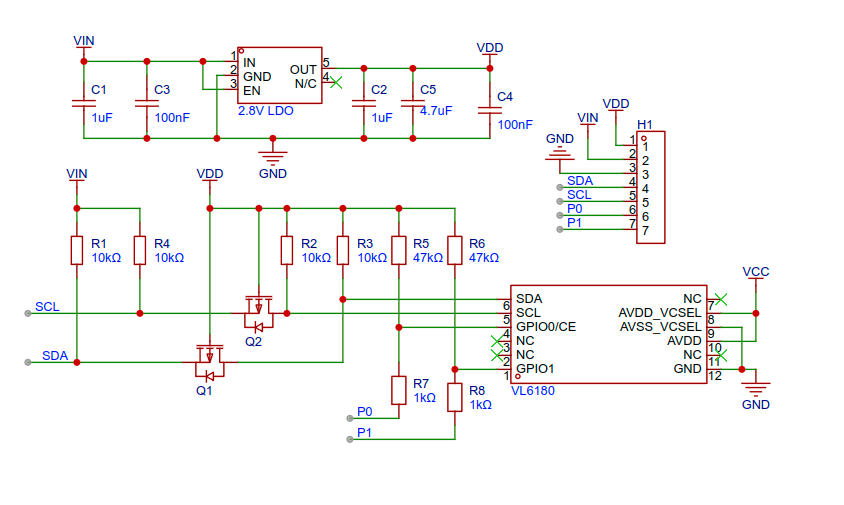 VIN
C1
1uF
C3
100nF
1
2
3
IN
GND
EN
OUT
N/C
5
4
2.8V LDO
C2
1uF
C5
4.7uF
VDD
C4
100nF
GND
VIN
VDD
H1
GND
SDA
SCL
P0
P1
1
2
3
4
5
6
7
1
2
3
4
5
6
7
VIN
R1
10kΩ
R4
10kΩ
VDD
R2
10kΩ
R3
10kΩ
R5
47kΩ
R6
47kΩ
SCL
SDA
Q2
Q1
R7
1kΩ
R8
1kΩ
P0
P1
6
5
4
3
2
1
SDA
SCL
GPIO0/CE
NC
NC
GPIO1
NC
AVDD_VCSEL
AVSS_VCSEL
AVDD
NC
GND
7
8
9
10
11
12
VL6180
VCC
GND